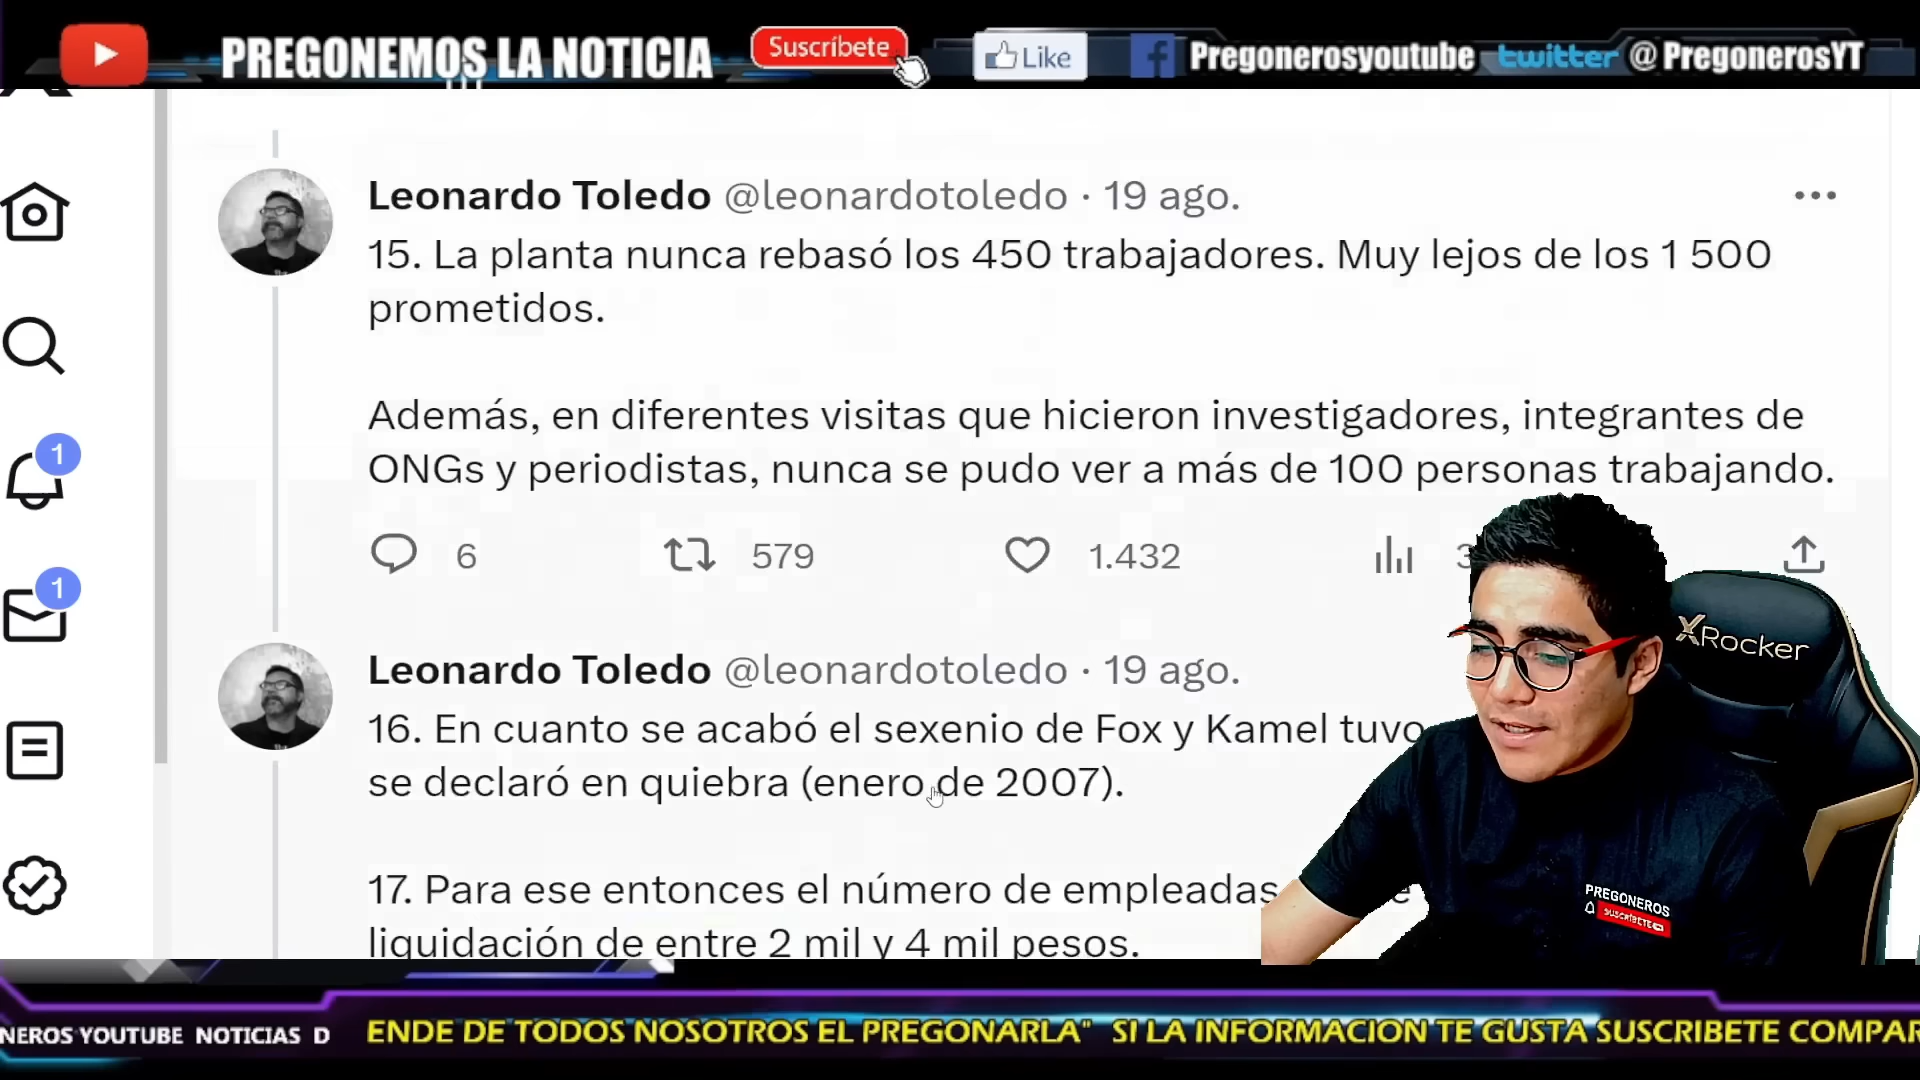 PREGONEMOS LA NOTICIA
Suscríbete
Like
Pregonerosyoutube
twitter @PregonerosYT
Leonardo Toledo @leonardotoledo · 19 ago.
15. La planta nunca rebasó los 450 trabajadores. Muy lejos de los 1 500
prometidos.
Además, en diferentes visitas que hicieron investigadores, integrantes de
ONGs y periodistas, nunca se pudo ver a más de 100 personas trabajando.
1
1
6
579
1.432
3
Leonardo Toledo @leonardotoledo · 19 ago.
16. En cuanto se acabó el sexenio de Fox y Kamel tuvo
se declaró en quiebra (enero de 2007).
17. Para ese entonces el número de empleadas
liquidación de entre 2 mil y 4 mil pesos.
XRocker
PREGONEROS
SUSCRIBETE
NEROS YOUTUBE NOTICIAS D
ENDE DE TODOS NOSOTROS EL PREGONARLA" SI LA INFORMACION TE GUSTA SUSCRIBETE COMPAR